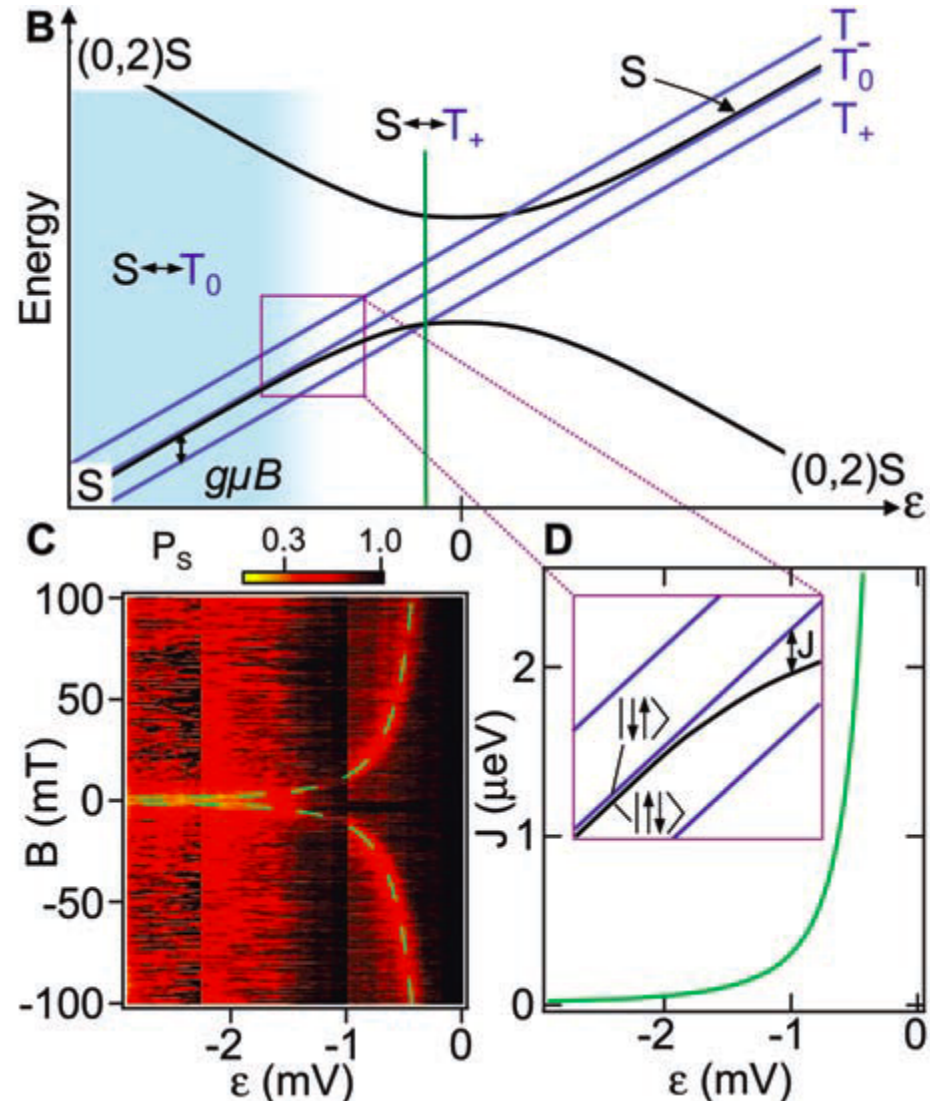 B
(0,2)S
T_
T₀
T₊
S
S↔T₊
Energy
S↔T₀
gμB
S
(0,2)S
ε
0
C
Pₛ 0.3 1.0
100
50
0
-50
-100
B (mT)
-2 -1 0
ε (mV)
D
J
|↓↑⟩
|↑↓⟩
2
1
0
J (μeV)
-2 -1 0
ε (mV)